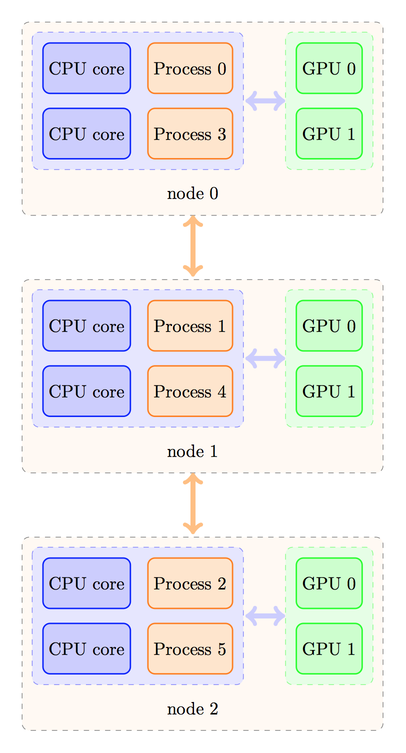 CPU core Process 0 GPU 0
CPU core Process 3 GPU 1
node 0
CPU core Process 1 GPU 0
CPU core Process 4 GPU 1
node 1
CPU core Process 2 GPU 0
CPU core Process 5 GPU 1
node 2